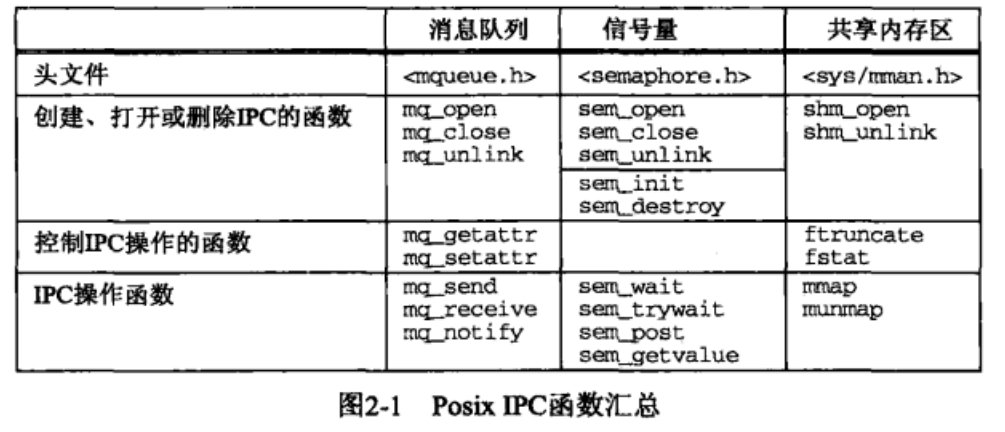 消息队列 信号量 共享内存区
头文件 <mqueue.h> <semaphore.h> <sys/mman.h>
创建、打开或删除IPC的函数 mq_open sem_open shm_open
mq_close sem_close shm_unlink
mq_unlink sem_unlink
sem_init
sem_destroy
控制IPC操作的函数 mq_getattr ftruncate
mq_setattr fstat
IPC操作函数 mq_send sem_wait mmap
mq_receive sem_trywait munmap
mq_notify sem_post
sem_getvalue
图2-1 Posix IPC函数汇总